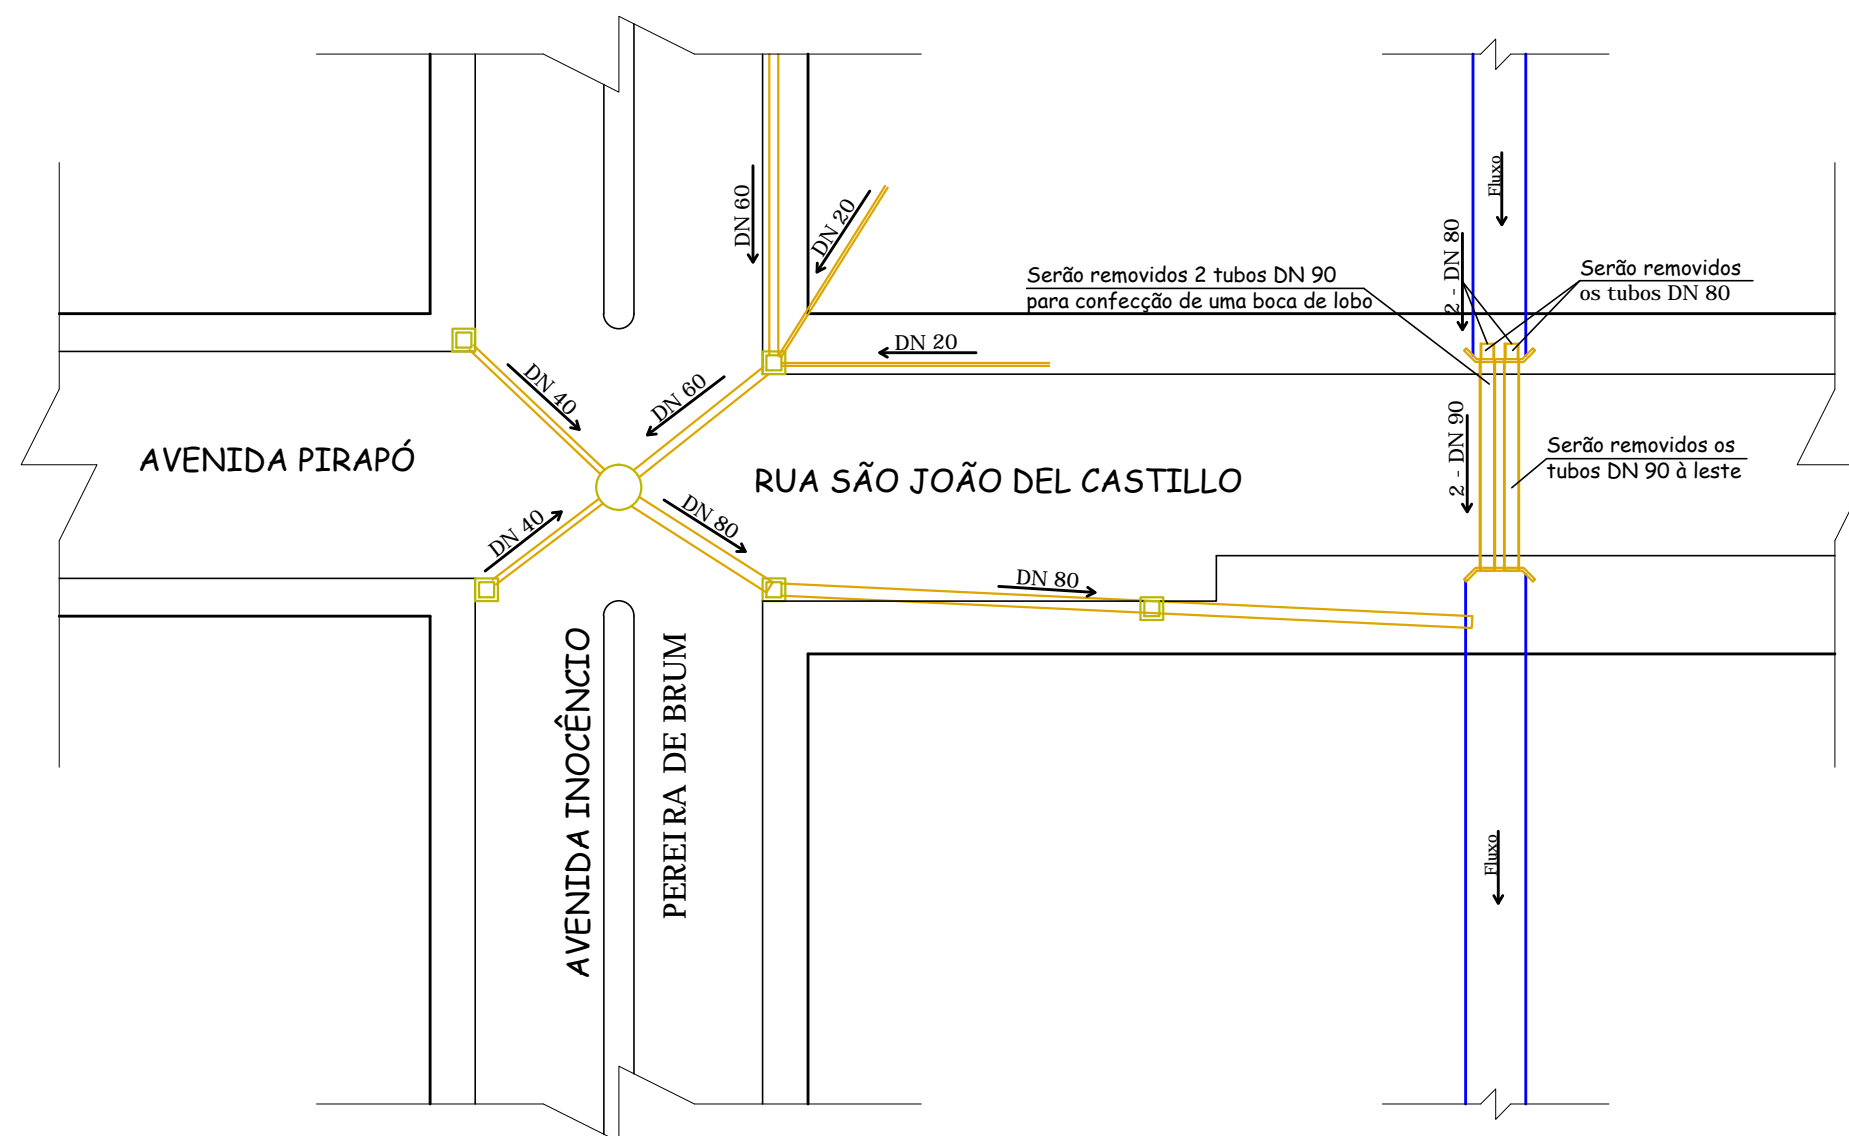 Fluxo
DN 60
DN 20
2 - DN 80
Serão removidos 2 tubos DN 90
para confecção de uma boca de lobo
Serão removidos
os tubos DN 80
DN 20
DN 40
DN 60
AVENIDA PIRAPÓ
RUA SÃO JOÃO DEL CASTILLO
2 - DN 90
Serão removidos os
tubos DN 90 à leste
DN 40
DN 80
DN 80
AVENIDA INOCÊNCIO
PEREIRA DE BRUM
Fluxo